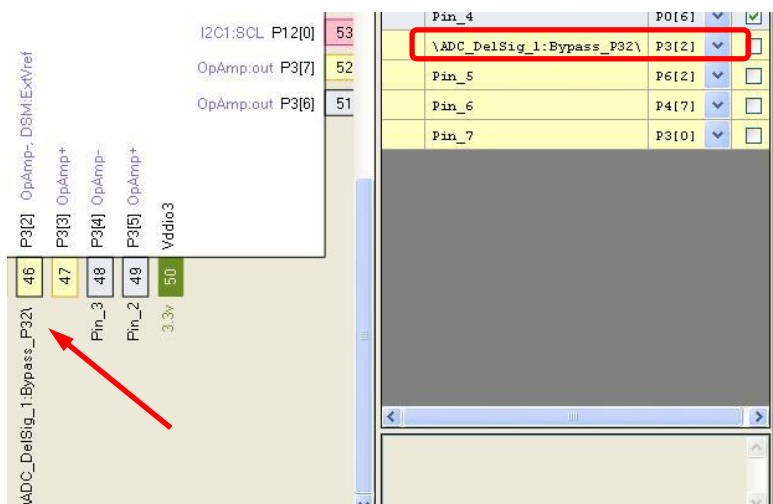 I2C1:SCL P12[0] 53
OpAmp:out P3[7] 52
OpAmp:out P3[6] 51
P3[2] OpAmp-, DSM:ExtVref
P3[3] OpAmp+
P3[4] OpAmp-
P3[5] OpAmp+
Vddio3
46
47
48
49
50
\ADC_DelSig_1:Bypass_P32\
Pin_3
Pin_2
3.3v
Pin_4 P0[6]
\ADC_DelSig_1:Bypass_P32\ P3[2]
Pin_5 P6[2]
Pin_6 P4[7]
Pin_7 P3[0]